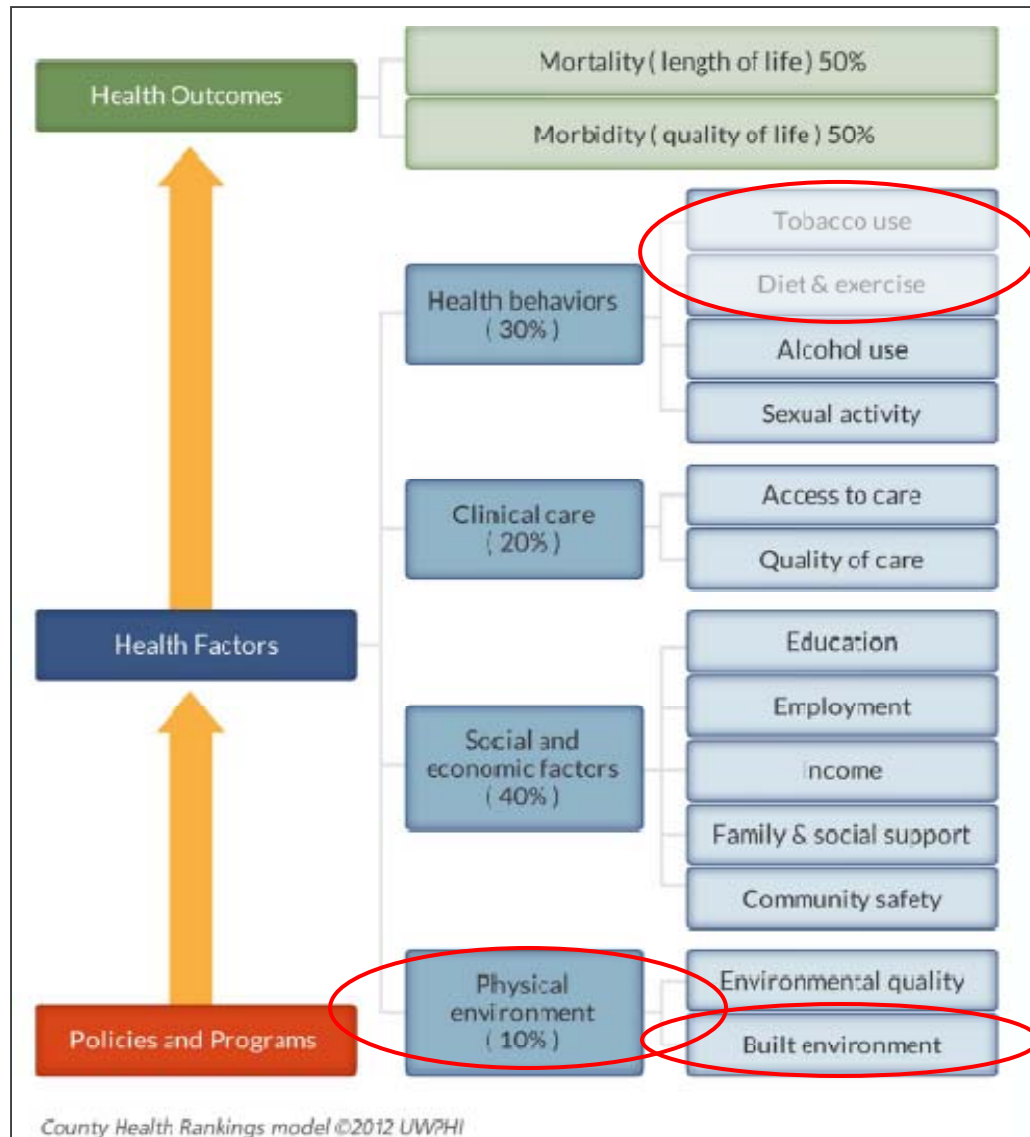 Health Outcomes
Mortality ( length of life ) 50%
Morbidity ( quality of life ) 50%
Health behaviors
( 30% )
Tobacco use
Diet & exercise
Alcohol use
Sexual activity
Clinical care
( 20% )
Access to care
Quality of care
Health Factors
Social and
economic factors
( 40% )
Education
Employment
Income
Family & social support
Community safety
Policies and Programs
Physical
environment
( 10% )
Environmental quality
Built environment
County Health Rankings model ©2012 UWPHI